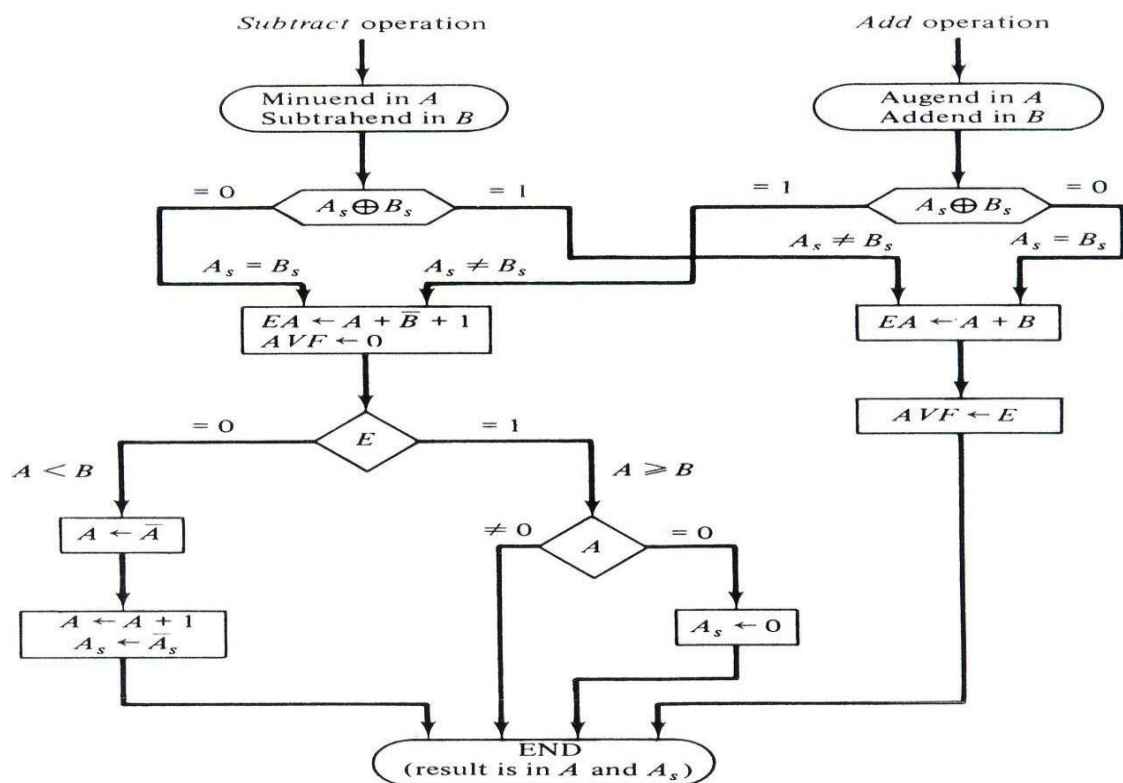 Subtract operation
Add operation
Minuend in A
Subtrahend in B
Augend in A
Addend in B
= 0
A_s ⊕ B_s
= 1
= 1
A_s ⊕ B_s
= 0
A_s = B_s
A_s ≠ B_s
A_s ≠ B_s
A_s = B_s
EA ← A + B̅ + 1
AVF ← 0
EA ← A + B
AVF ← E
= 0
E
= 1
A < B
A ≥ B
A ← A̅
≠ 0
A
= 0
A ← A + 1
A_s ← A̅_s
A_s ← 0
END
(result is in A and A_s)